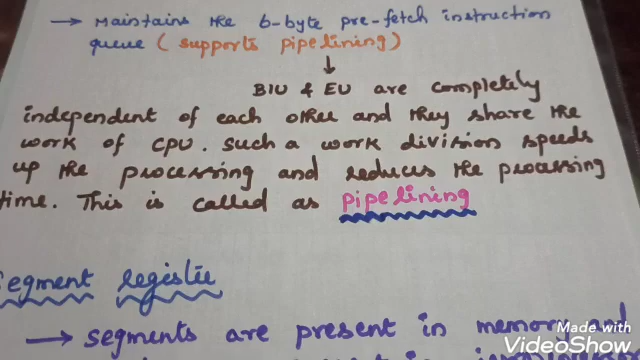 → Maintains the 6-byte pre-fetch instruction
queue (supports pipelining)
↓
BIU & EU are completely
independent of each other and they share the
work of CPU. Such a work division speeds
up the processing and reduces the processing
time. This is called as pipelining
Segment register
→ segments are present in memory and
Made with
VideoShow